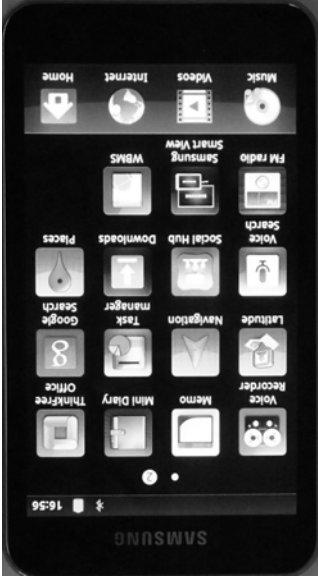 SAMSUNG
16:56
2
Voice
Recorder
Memo
Mini Diary
ThinkFree
Office
Latitude
Navigation
Task
manager
Google
Search
Voice
Search
Social Hub
Downloads
Places
FM radio
Samsung
Smart View
WBMS
Music
Videos
Internet
Home